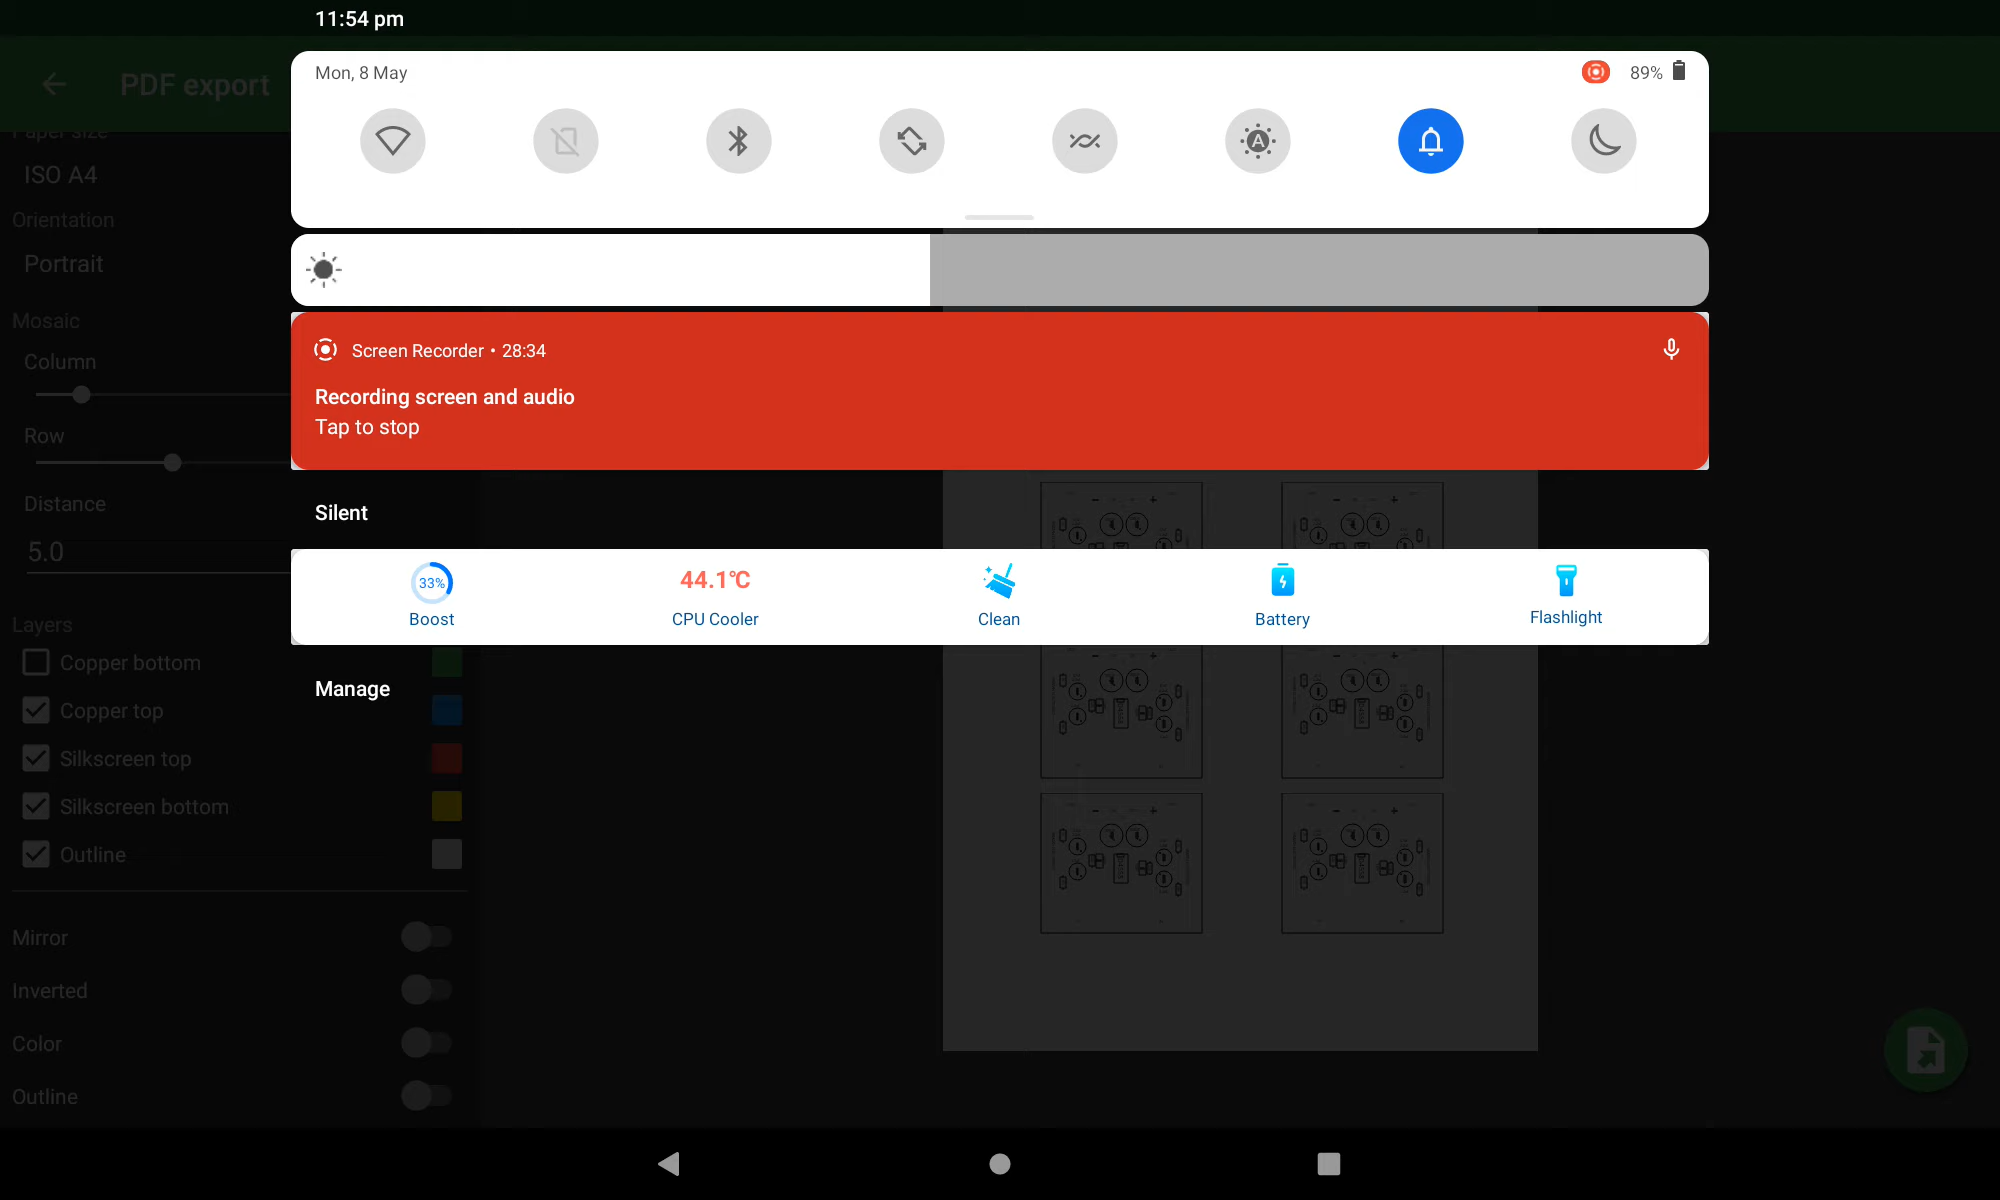 11:54 pm
PDF export
Mon, 8 May
89%
A
Paper size
ISO A4
Orientation
Portrait
Mosaic
Column
Row
Distance
5.0
Screen Recorder • 28:34
Recording screen and audio
Tap to stop
Silent
33%
Boost
44.1°C
CPU Cooler
Clean
Battery
Flashlight
Manage
Layers
Copper bottom
Copper top
Silkscreen top
Silkscreen bottom
Outline
Mirror
Inverted
Color
Outline